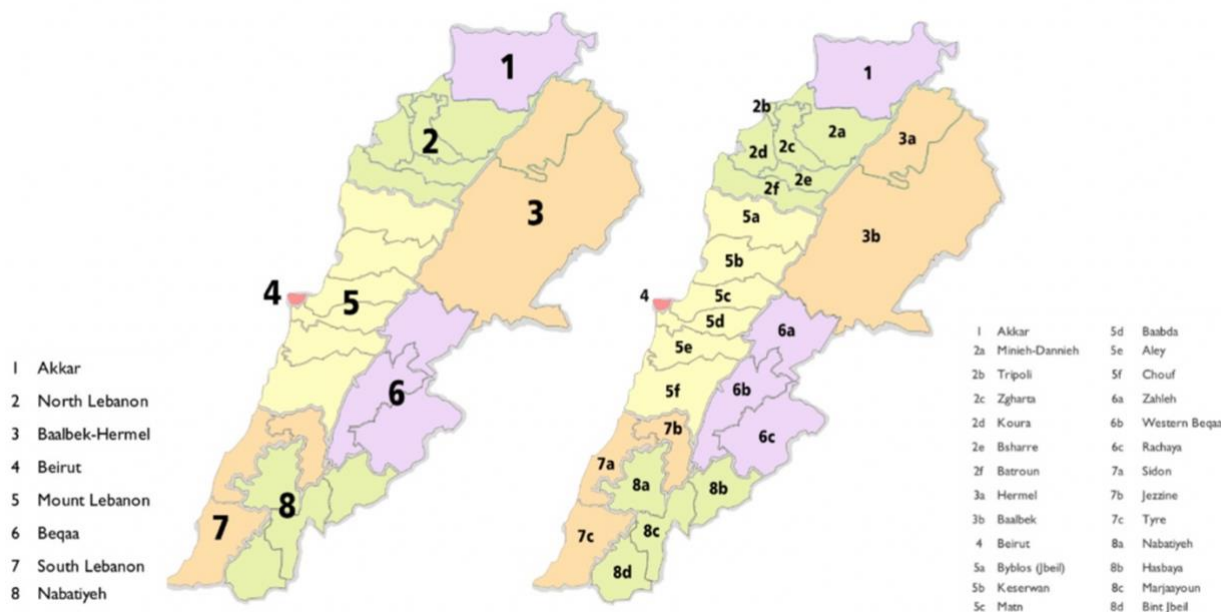 1
2
3
4
5
6
7
8
1 Akkar
2 North Lebanon
3 Baalbek-Hermel
4 Beirut
5 Mount Lebanon
6 Beqaa
7 South Lebanon
8 Nabatiyeh
1
2b
2a
2c
2d
2e
2f
3a
3b
5a
5b
4
5c
5d
5e
5f
6a
6b
6c
7b
7a
8a
8b
8c
7c
8d
1 Akkar
2a Minieh-Dannieh
2b Tripoli
2c Zgharta
2d Koura
2e Bsharre
2f Batroun
3a Hermel
3b Baalbek
4 Beirut
5a Byblos (Jbeil)
5b Keserwan
5c Matn
5d Baabda
5e Aley
5f Chouf
6a Zahleh
6b Western Beqaa
6c Rachaya
7a Sidon
7b Jezzine
7c Tyre
8a Nabatiyeh
8b Hasbaya
8c Marjaayoun
8d Bint Jbeil